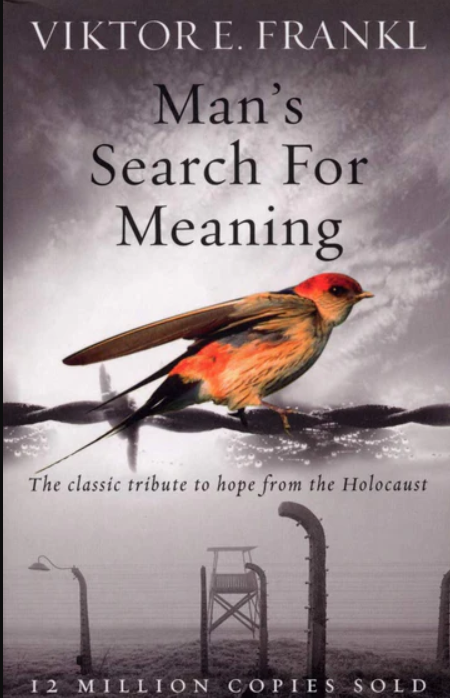 VIKTOR E. FRANKL
Man's
Search For
Meaning
The classic tribute to hope from the Holocaust
12 MILLION COPIES SOLD